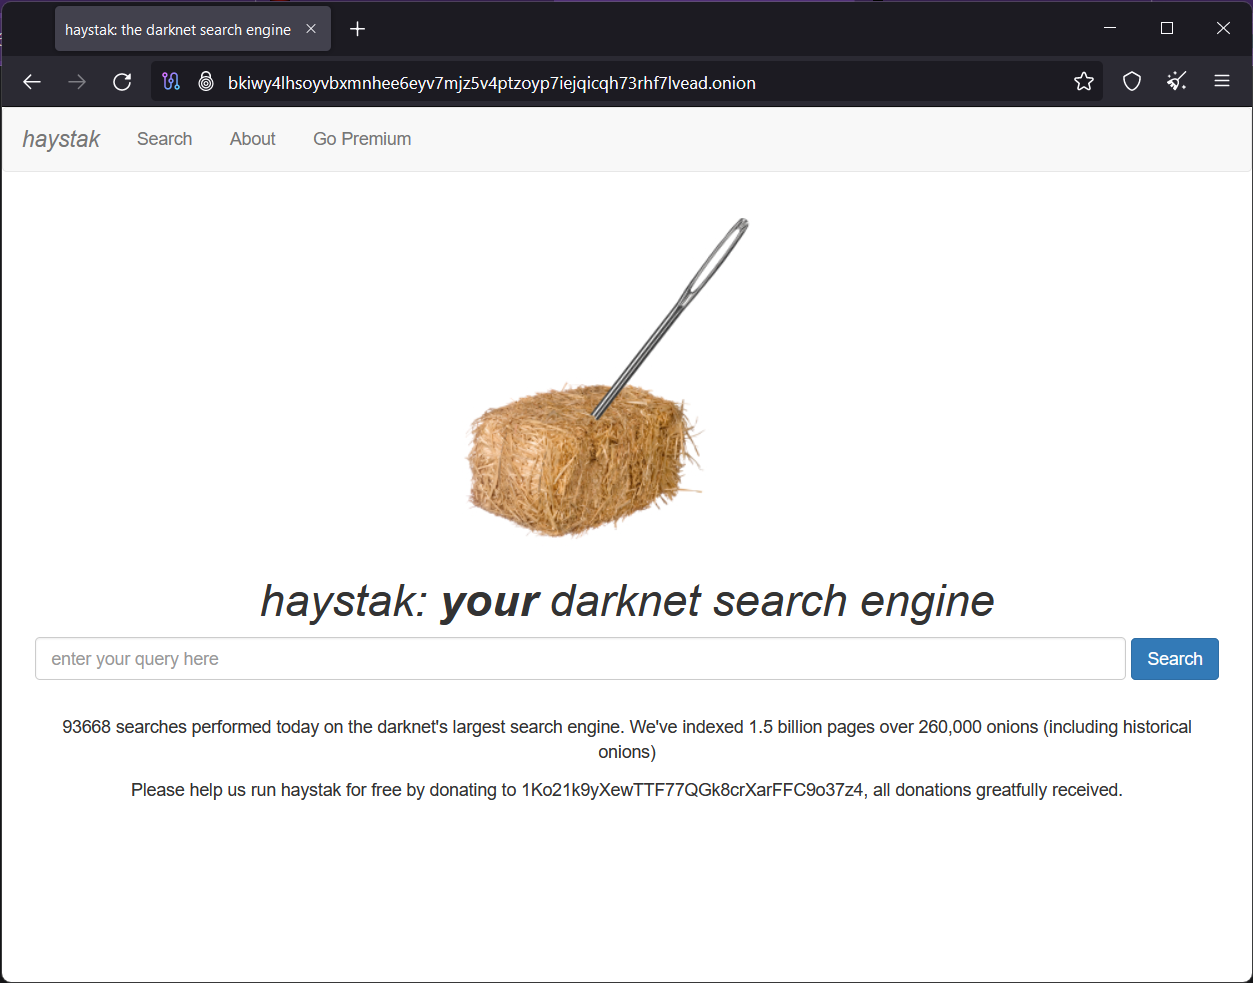 haystak: the darknet search engine
bkiwy4lhsoyvbxmnhee6eyv7mjz5v4ptzoyp7iejqicqh73rhf7lvead.onion
haystak Search About Go Premium
haystak: your darknet search engine
enter your query here Search
93668 searches performed today on the darknet's largest search engine. We've indexed 1.5 billion pages over 260,000 onions (including historical
onions)
Please help us run haystak for free by donating to 1Ko21k9yXewTTF77QGk8crXarFFC9o37z4, all donations greatfully received.